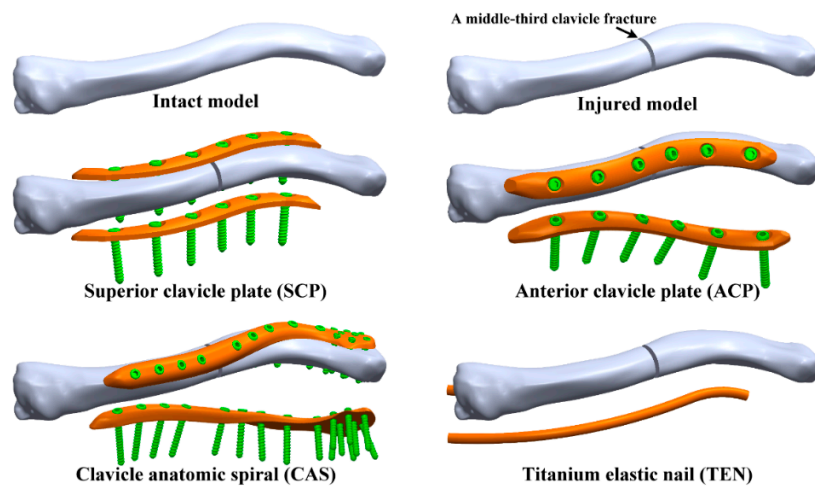 A middle-third clavicle fracture
Intact model
Injured model
Superior clavicle plate (SCP)
Anterior clavicle plate (ACP)
Clavicle anatomic spiral (CAS)
Titanium elastic nail (TEN)